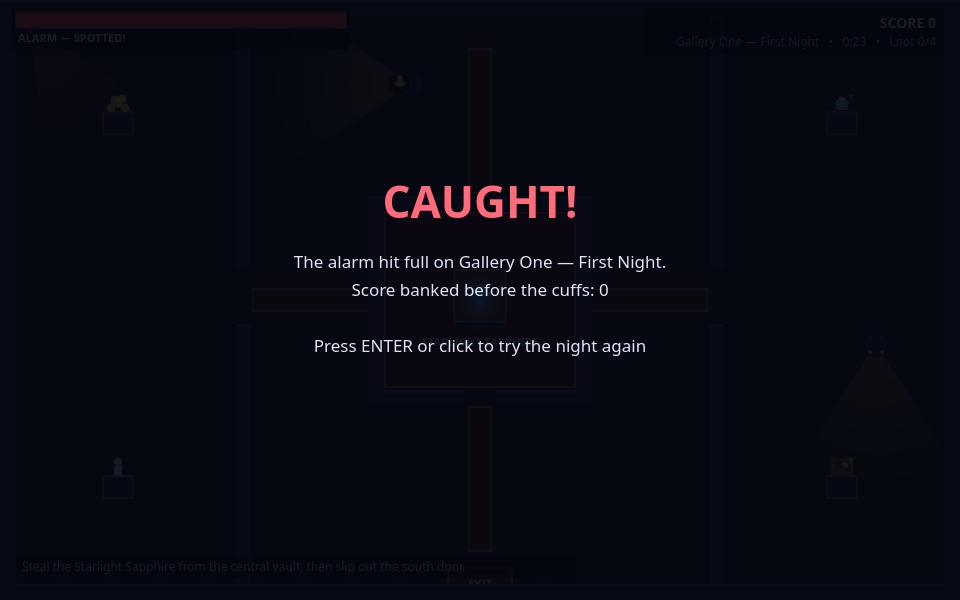 ALARM — SPOTTED!
SCORE 0
Gallery One — First Night • 0:23 • Loot 0/4
CAUGHT!
The alarm hit full on Gallery One — First Night.
Score banked before the cuffs: 0
Press ENTER or click to try the night again
Steal the Starlight Sapphire from the central vault, then slip out the south door.
EXIT